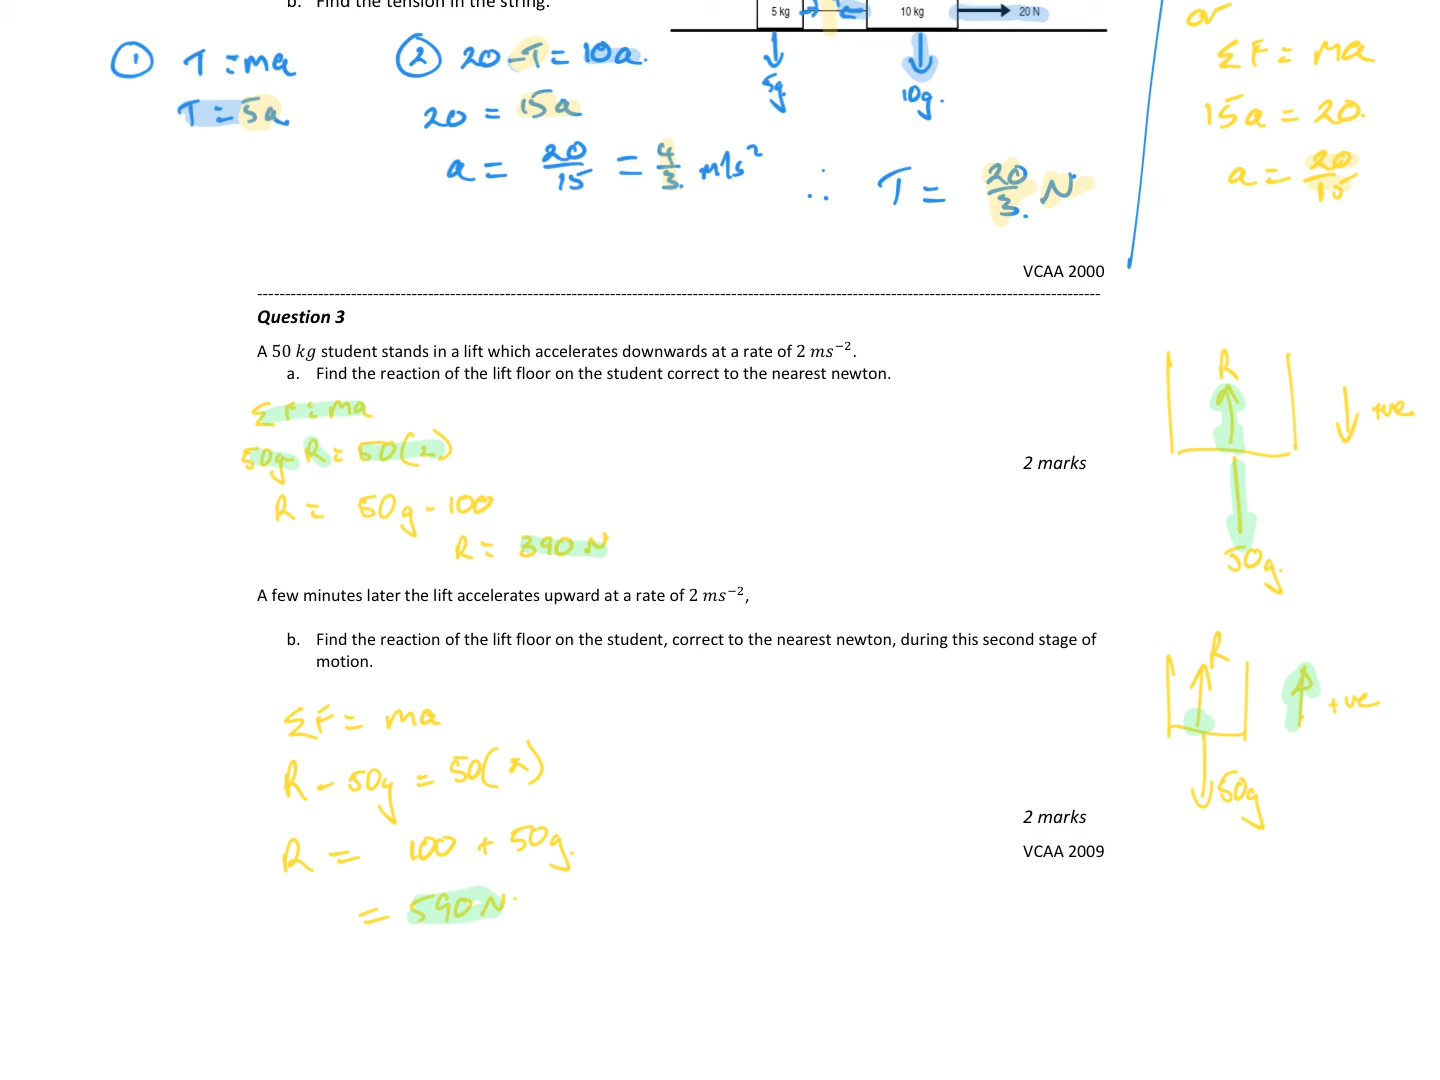 b. Find the tension in the string.
5 kg 10 kg 20 N
5g 10g.
① T = ma
T = 5a
② 20 - T = 10a.
20 = 15a
a = 20/15 = 4/3. m/s²
∴ T = 20/3. N
or
ΣF = ma
15a = 20.
a = 20/15
VCAA 2000
Question 3
A 50 kg student stands in a lift which accelerates downwards at a rate of 2 ms⁻².
a. Find the reaction of the lift floor on the student correct to the nearest newton.
ΣF = ma
50g - R = 50(2)
R = 50g - 100
R = 390 N
2 marks
R
+ve
50g.
A few minutes later the lift accelerates upward at a rate of 2 ms⁻²,
b. Find the reaction of the lift floor on the student, correct to the nearest newton, during this second stage of
motion.
ΣF = ma
R - 50g = 50(2)
R = 100 + 50g.
= 590 N.
R
+ve
50g
2 marks
VCAA 2009